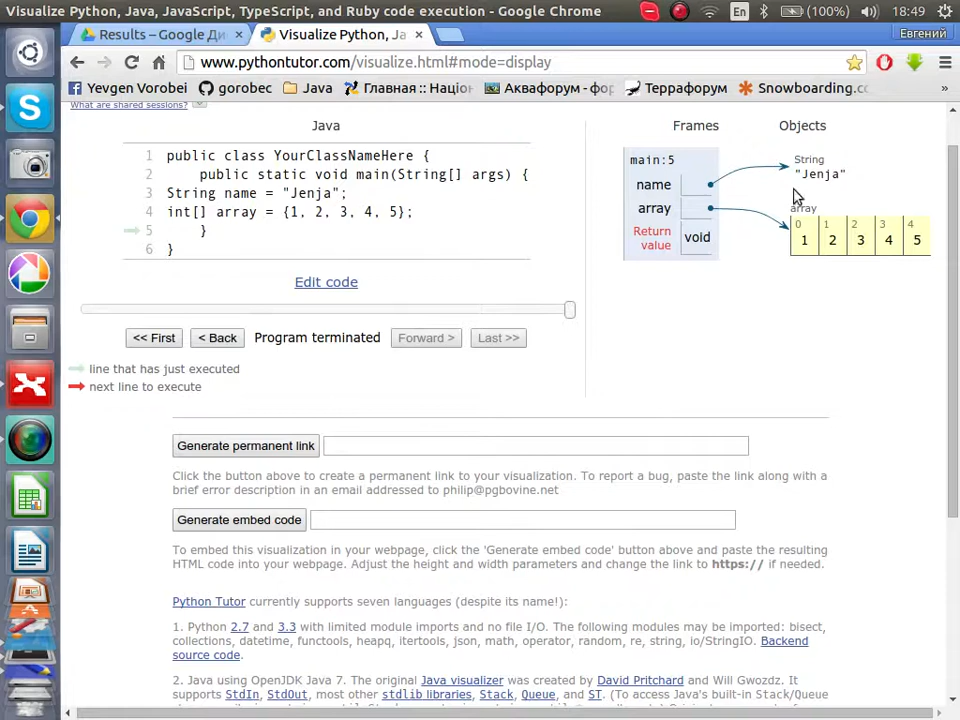 Visualize Python, Java, JavaScript, TypeScript, and Ruby code execution - Google Chrome
En
(100%)
18:49
Results – Google Ди
Visualize Python, Ja
Евгений
www.pythontutor.com/visualize.html#mode=display
Yevgen Vorobei
gorobec
Java
Главная :: Націон
Аквафорум - фор
Террафорум
Snowboarding.co
»
What are shared sessions?
Java
Frames
Objects
1 public class YourClassNameHere {
2 public static void main(String[] args) {
3 String name = "Jenja";
4 int[] array = {1, 2, 3, 4, 5};
5 }
6 }
main:5
name
array
Return value
void
String
"Jenja"
array
0 1 2 3 4
1 2 3 4 5
Edit code
<< First
< Back
Program terminated
Forward >
Last >>
line that has just executed
next line to execute
Generate permanent link
Click the button above to create a permanent link to your visualization. To report a bug, paste the link along with a
brief error description in an email addressed to philip@pgbovine.net
Generate embed code
To embed this visualization in your webpage, click the 'Generate embed code' button above and paste the resulting
HTML code into your webpage. Adjust the height and width parameters and change the link to https:// if needed.
Python Tutor currently supports seven languages (despite its name!):
1. Python 2.7 and 3.3 with limited module imports and no file I/O. The following modules may be imported: bisect,
collections, datetime, functools, heapq, itertools, json, math, operator, random, re, string, io/StringIO. Backend
source code.
2. Java using OpenJDK Java 7. The original Java visualizer was created by David Pritchard and Will Gwozdz. It
supports StdIn, StdOut, most other stdlib libraries, Stack, Queue, and ST. (To access Java's built-in Stack/Queue